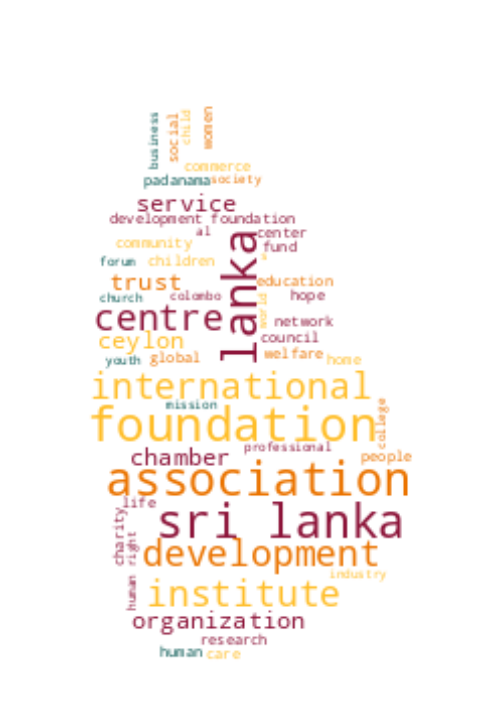 business
social
child
women
commerce
padanama
society
service
development foundation
al
center
community
lanka
fund
forum
children
trust
education
church
colombo
world
hope
centre
network
ceylon
council
youth
global
welfare
home
international
mission
foundation
college
professional
chamber
people
association
life
charity
sri lanka
human right
development
industry
institute
organization
research
human
care